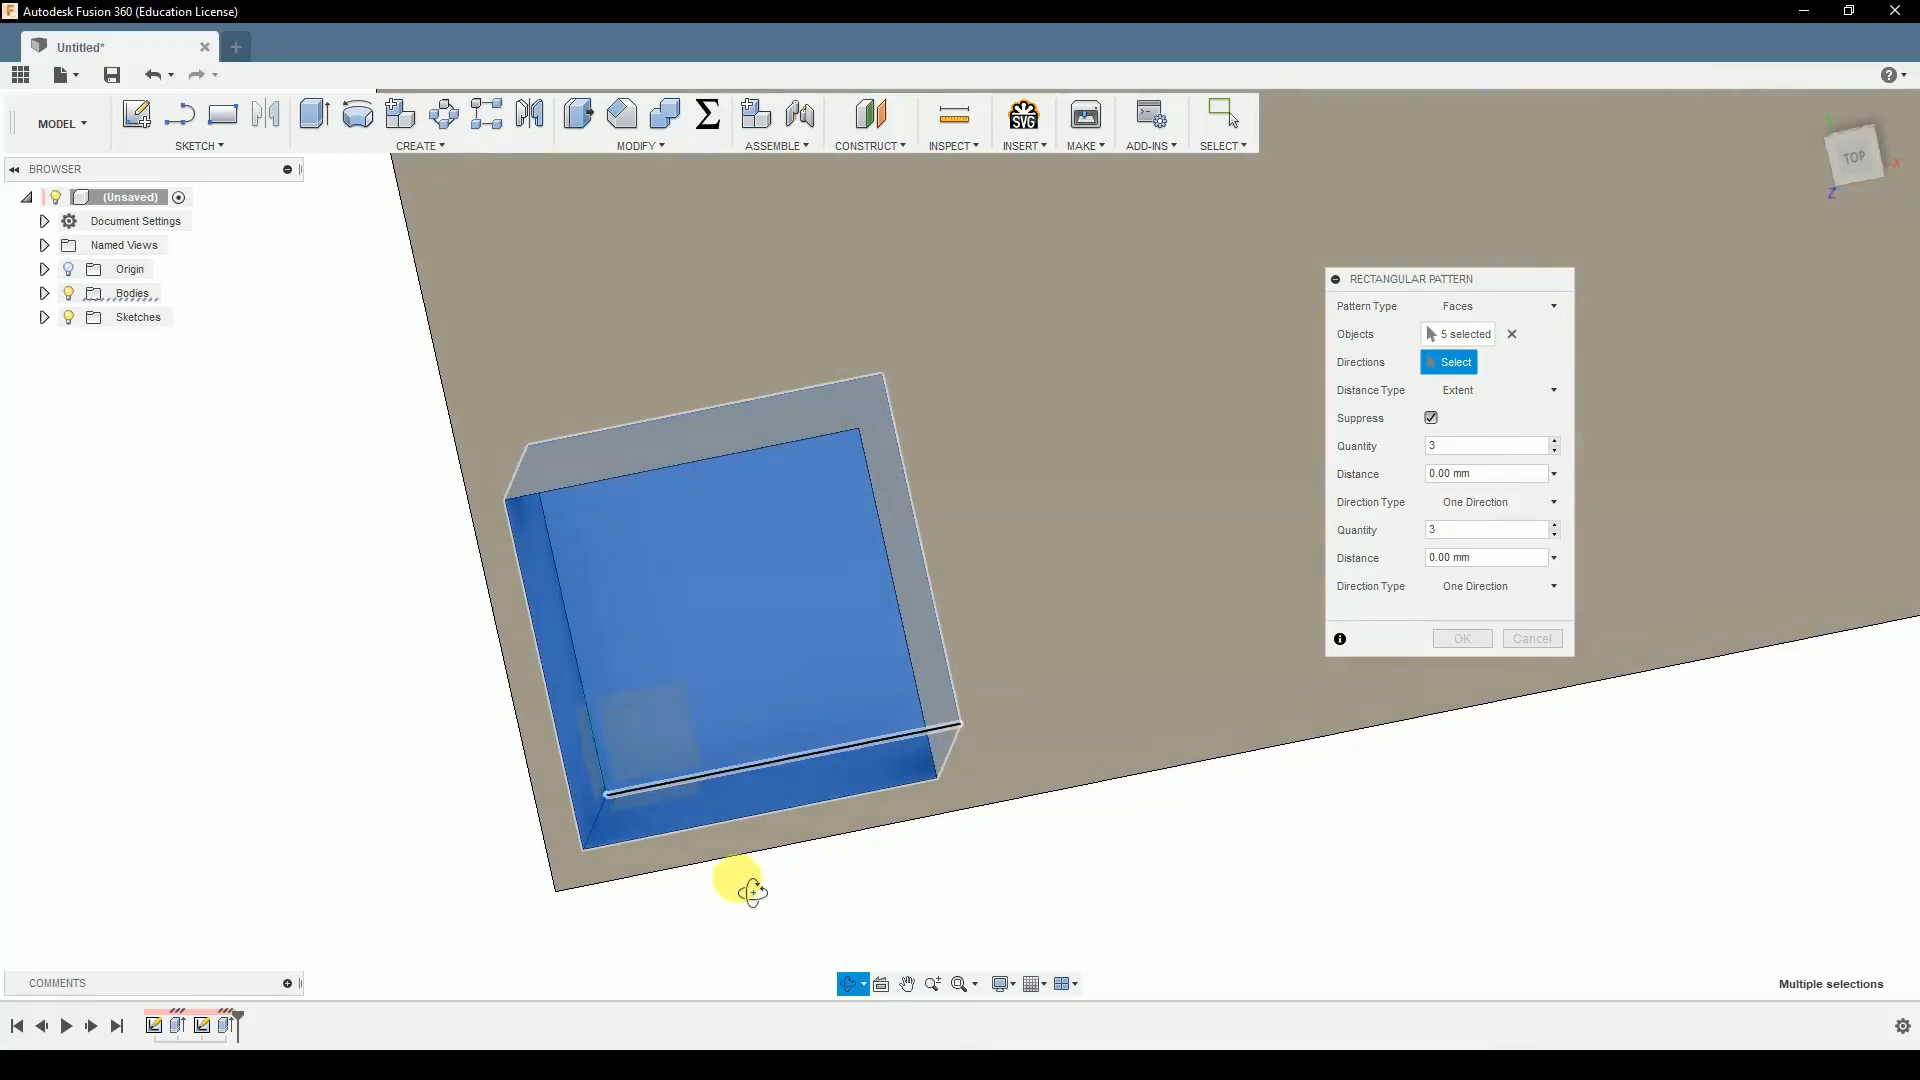 Autodesk Fusion 360 (Education License)
Untitled*
MODEL
SKETCH
CREATE
MODIFY
ASSEMBLE
CONSTRUCT
INSPECT
SVG
INSERT
MAKE
ADD-INS
SELECT
BROWSER
(Unsaved)
Document Settings
Named Views
Origin
Bodies
Sketches
TOP
X
Z
RECTANGULAR PATTERN
Pattern Type Faces
Objects 5 selected
Directions Select
Distance Type Extent
Suppress
Quantity 3
Distance 0.00 mm
Direction Type One Direction
Quantity 3
Distance 0.00 mm
Direction Type One Direction
OK Cancel
COMMENTS
Multiple selections